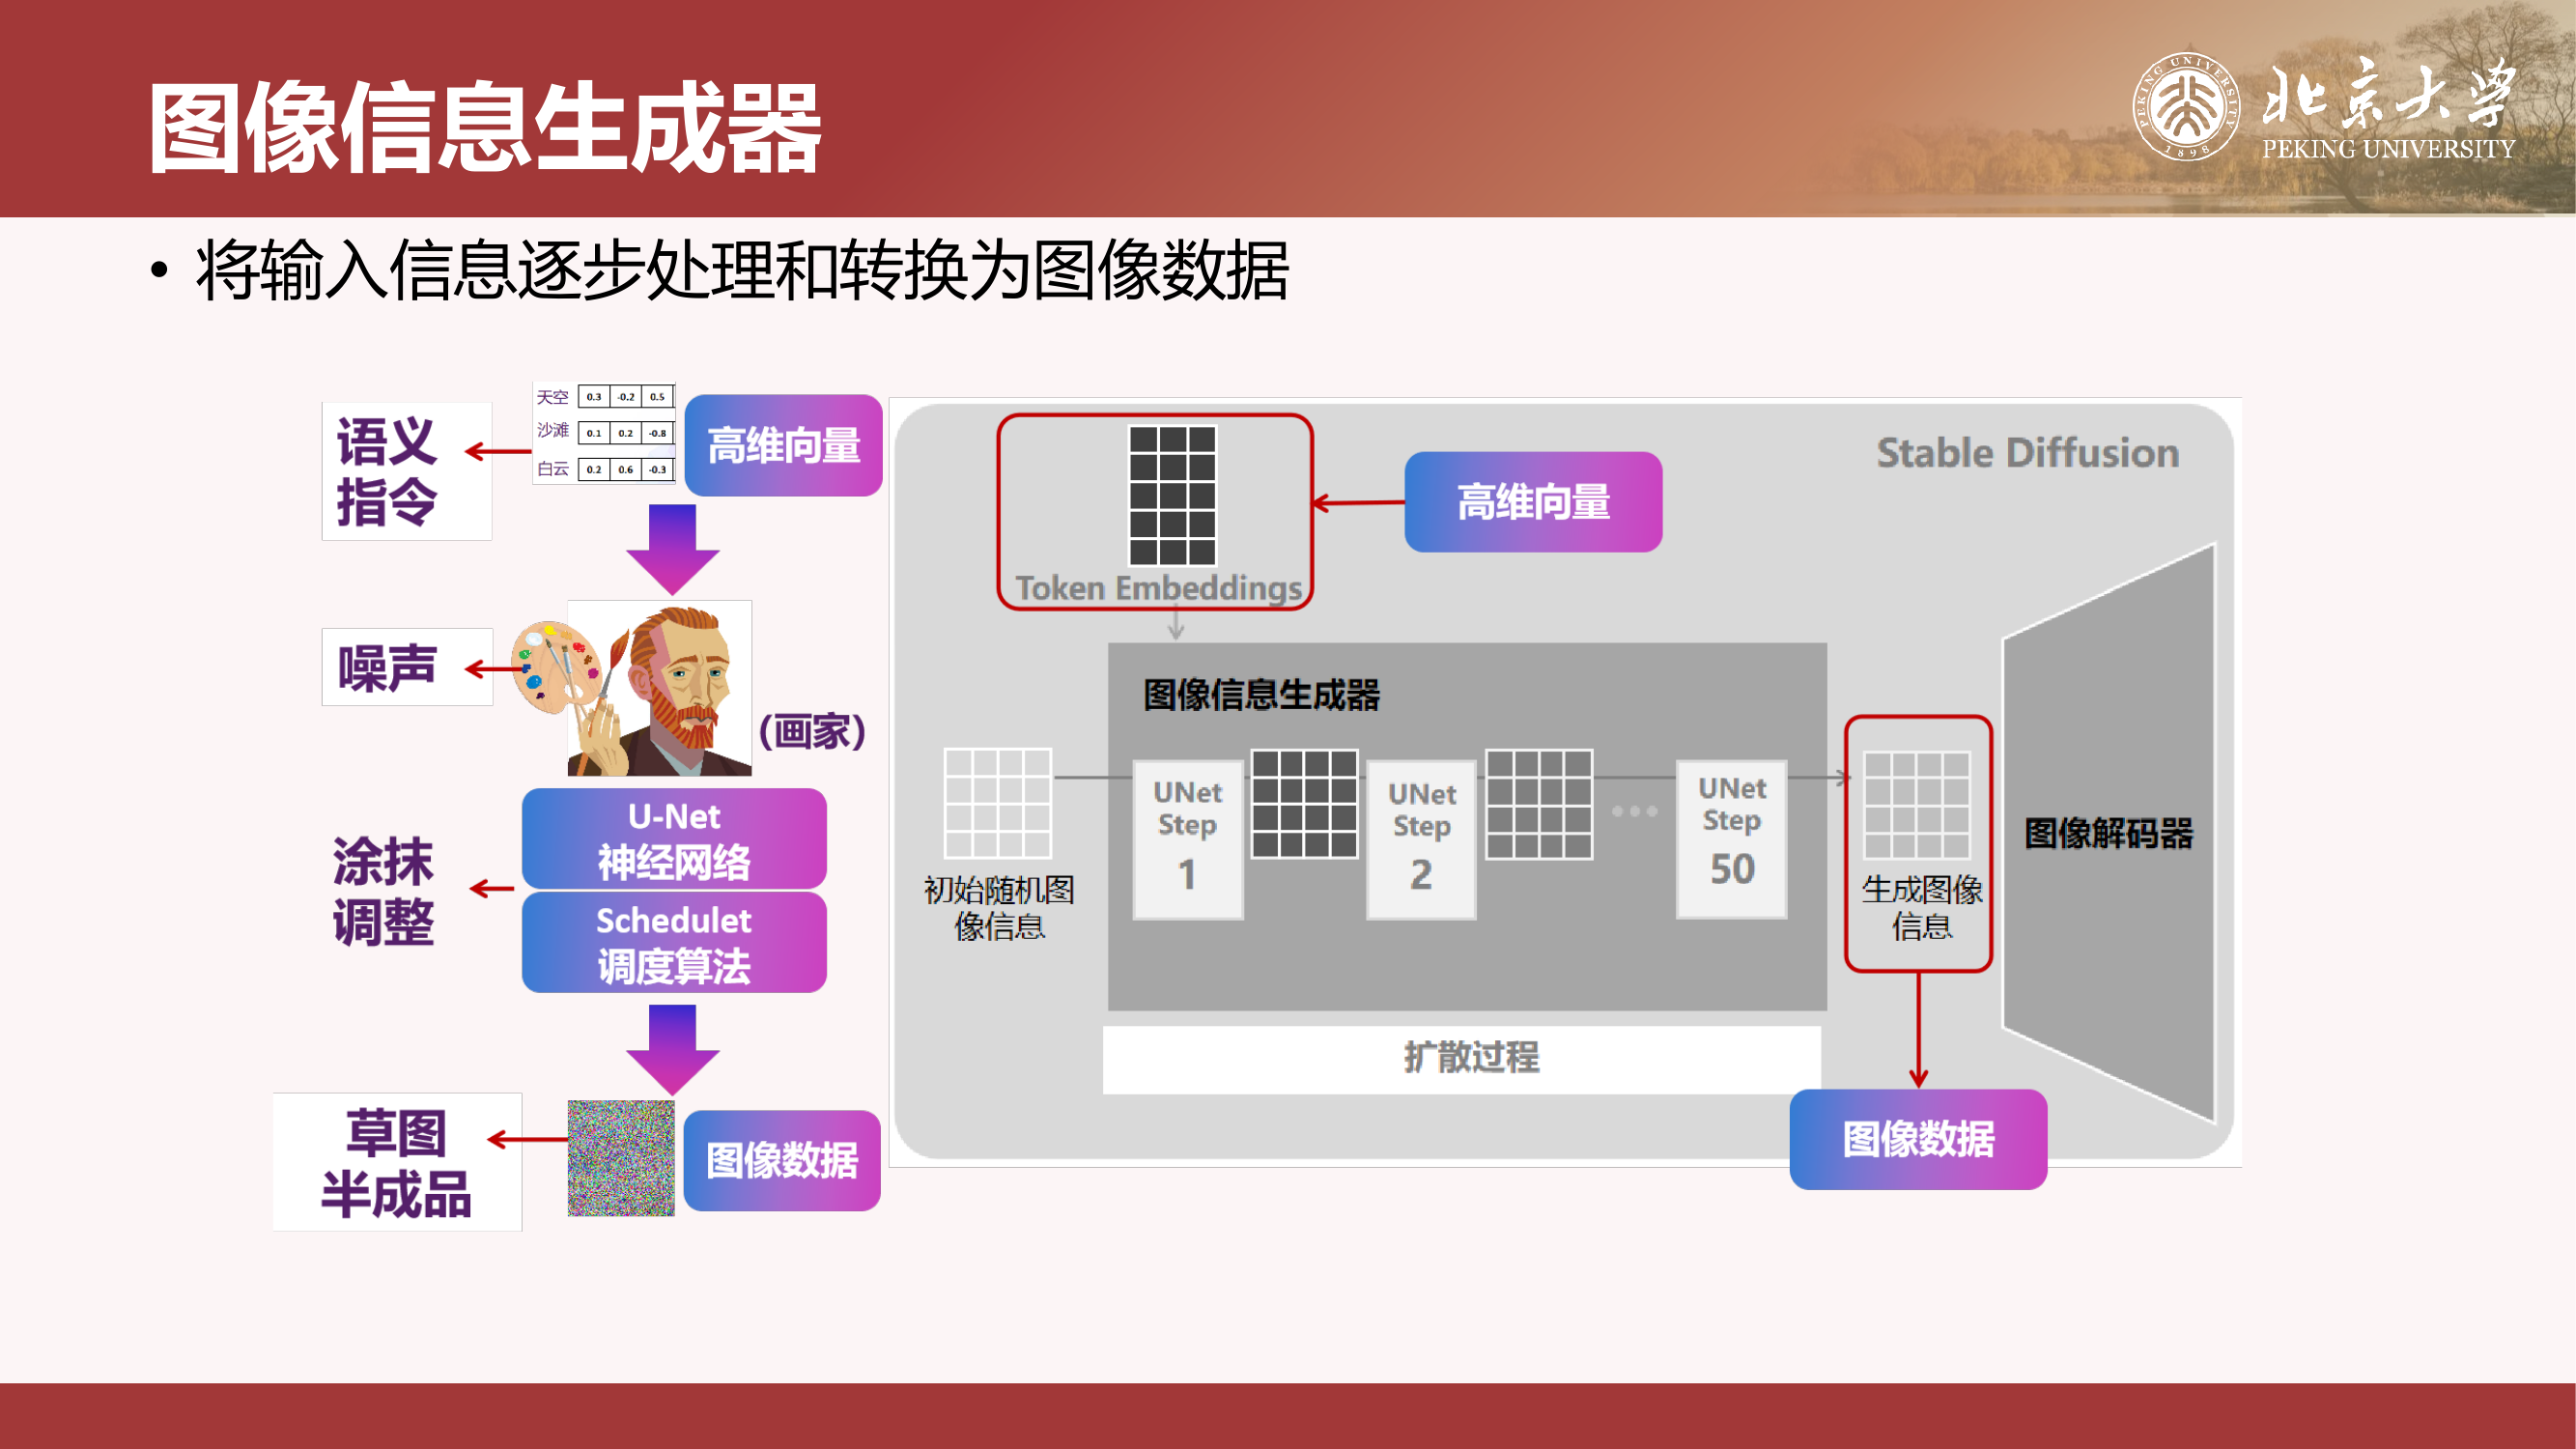 图像信息生成器
PEKING UNIVERSITY
1898
北京大学
PEKING UNIVERSITY
• 将输入信息逐步处理和转换为图像数据
语义
指令
天空 0.3 -0.2 0.5
沙滩 0.1 0.2 -0.8
白云 0.2 0.6 -0.3
高维向量
噪声
(画家)
涂抹
调整
U-Net
神经网络
Schedulet
调度算法
草图
半成品
图像数据
Stable Diffusion
高维向量
Token Embeddings
图像信息生成器
初始随机图
像信息
UNet
Step
1
UNet
Step
2
UNet
Step
50
生成图像
信息
图像解码器
扩散过程
图像数据